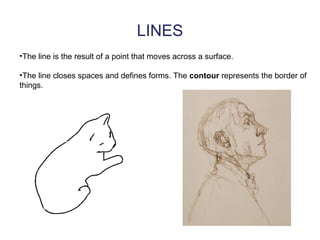 LINES
•The line is the result of a point that moves across a surface.
•The line closes spaces and defines forms. The contour represents the border of
things.